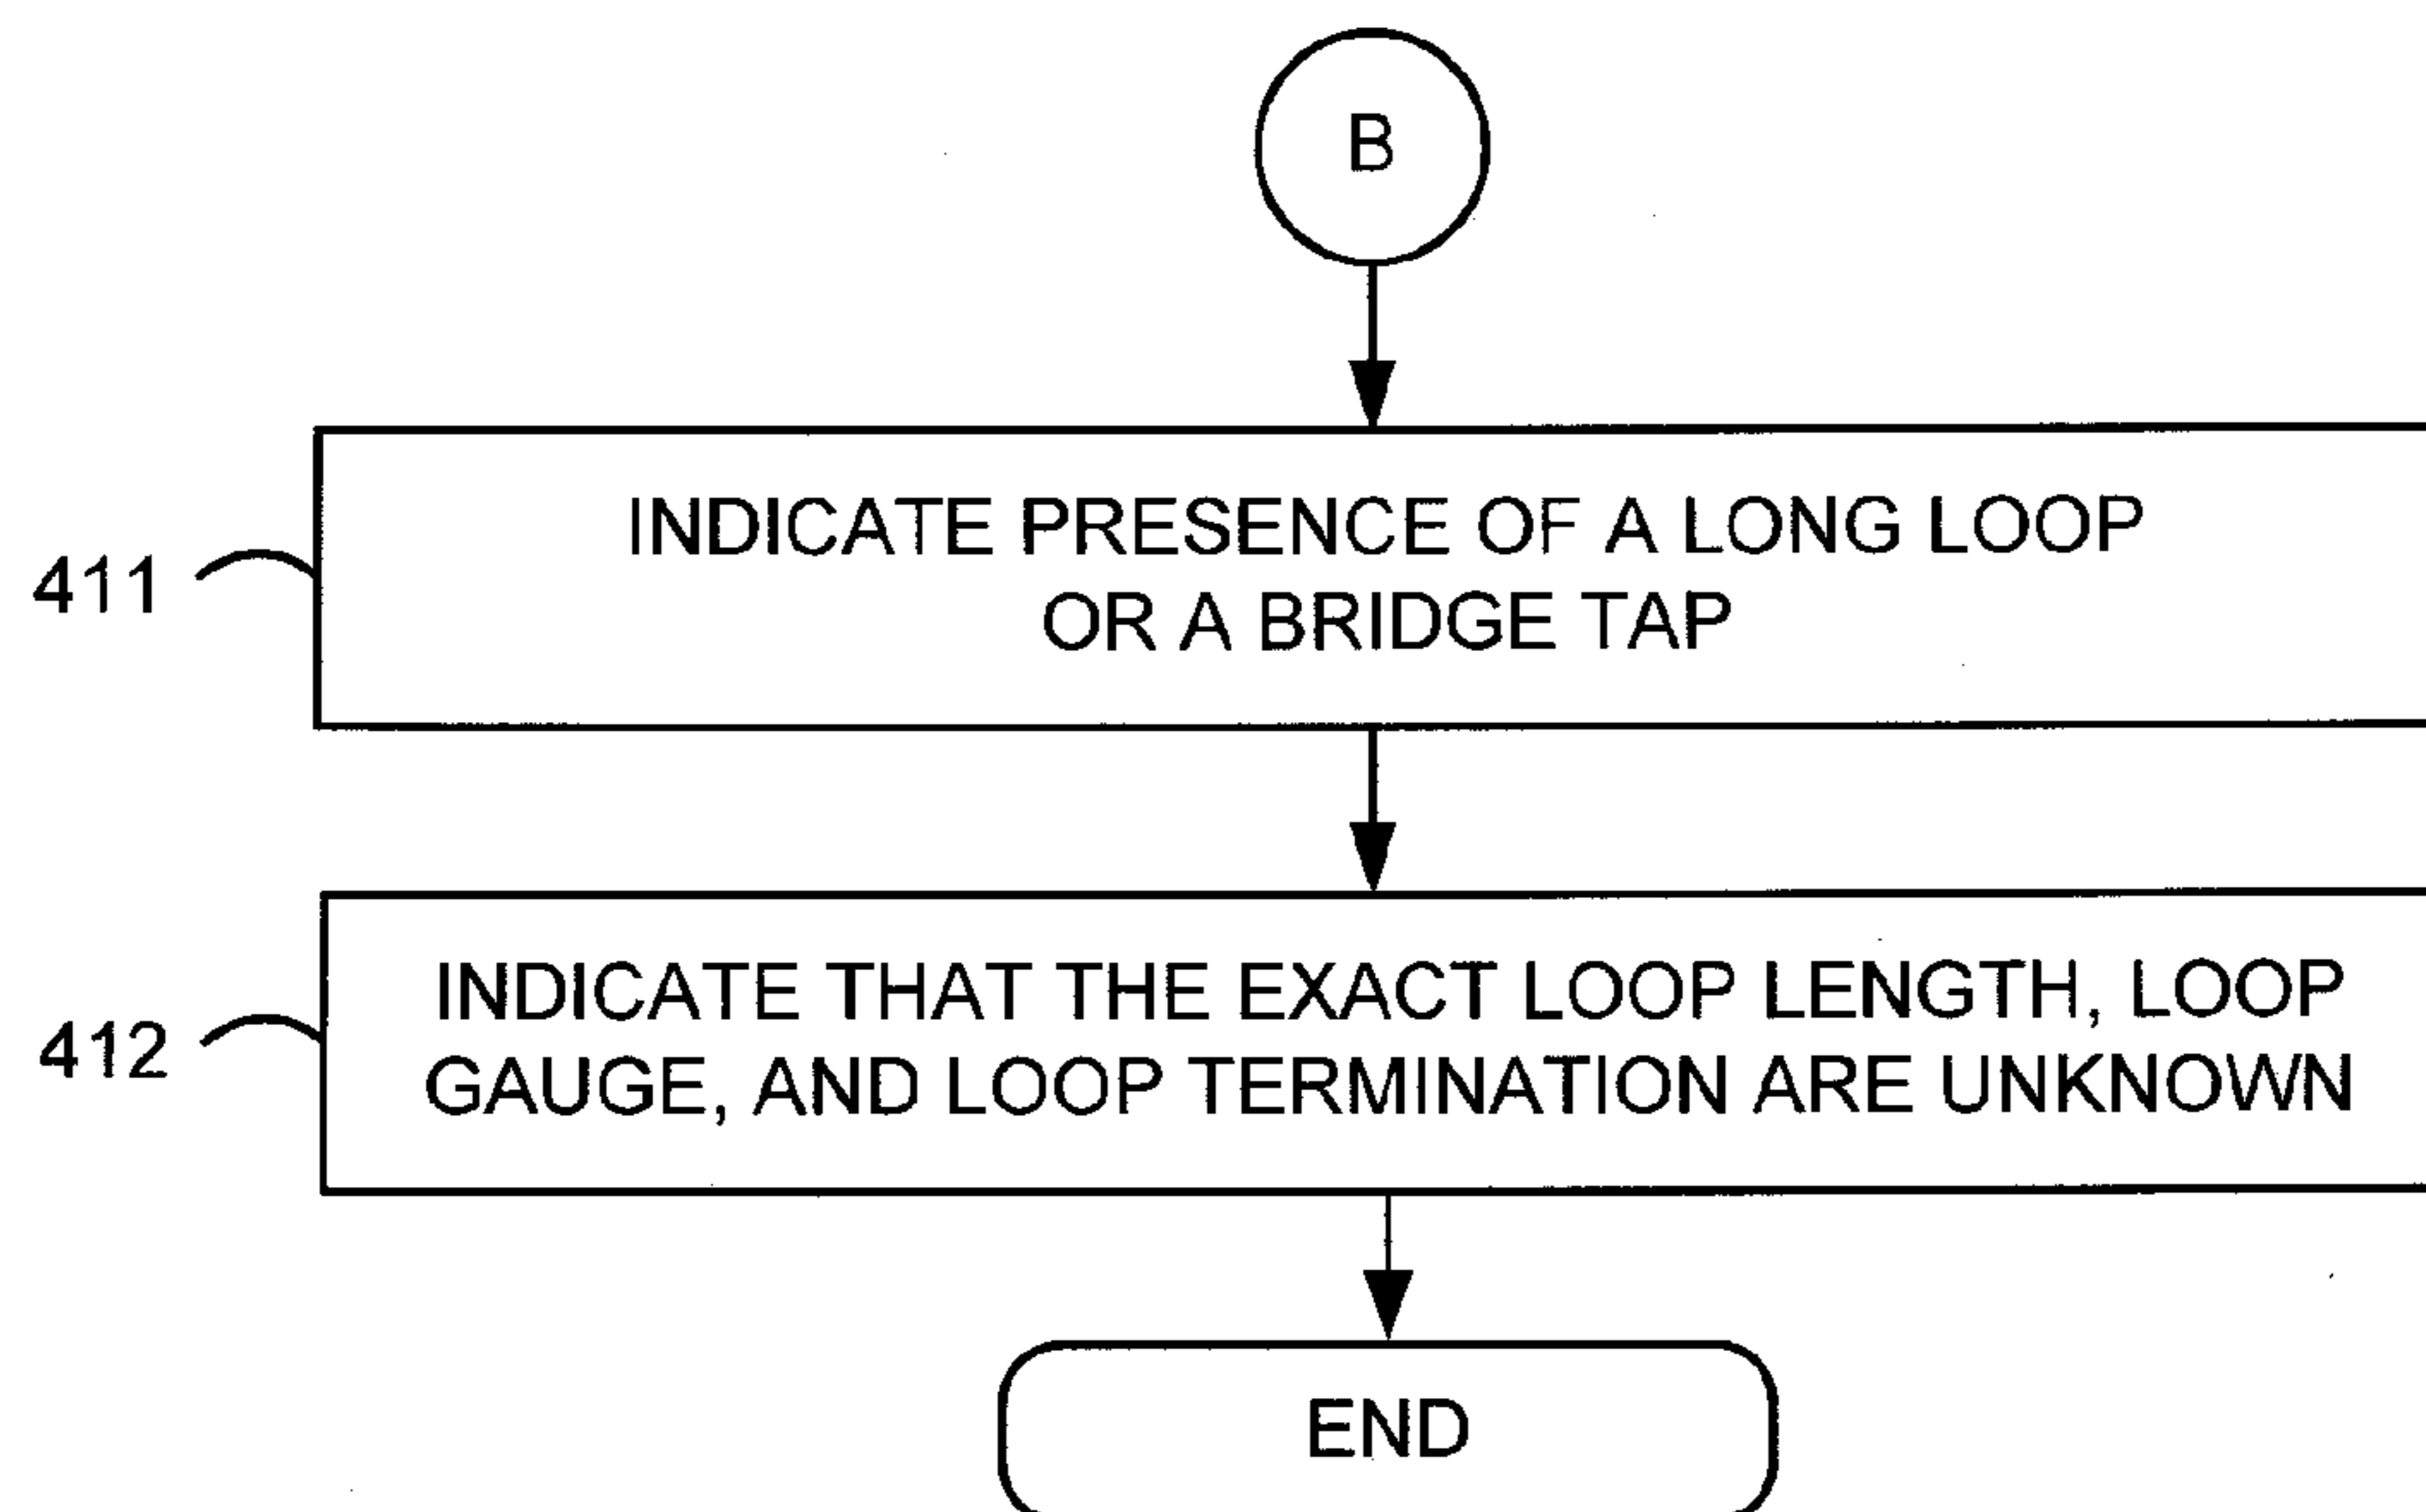 B
INDICATE PRESENCE OF A LONG LOOP
OR A BRIDGE TAP
411
INDICATE THAT THE EXACT LOOP LENGTH, LOOP
GAUGE, AND LOOP TERMINATION ARE UNKNOWN
412
END